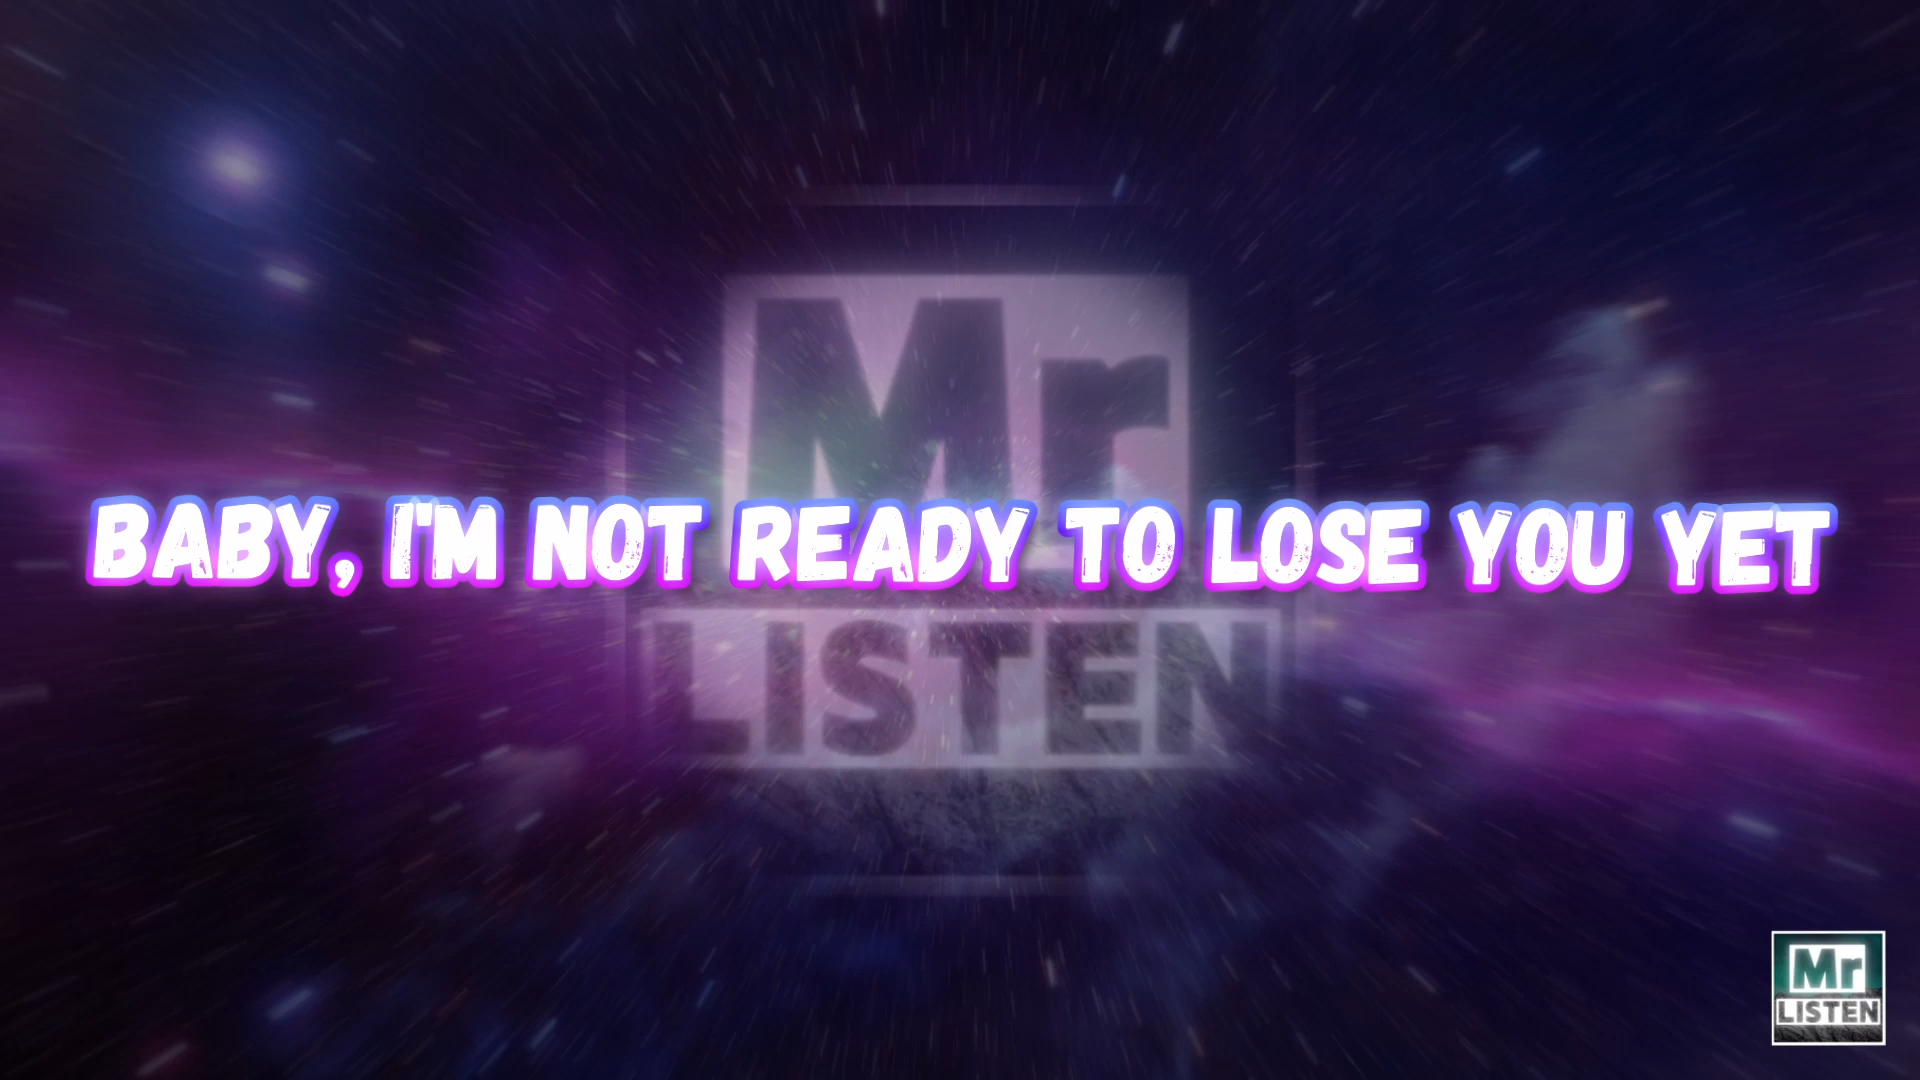 Mr
BABY, I'M NOT READY TO LOSE YOU YET
LISTEN
Mr
LISTEN